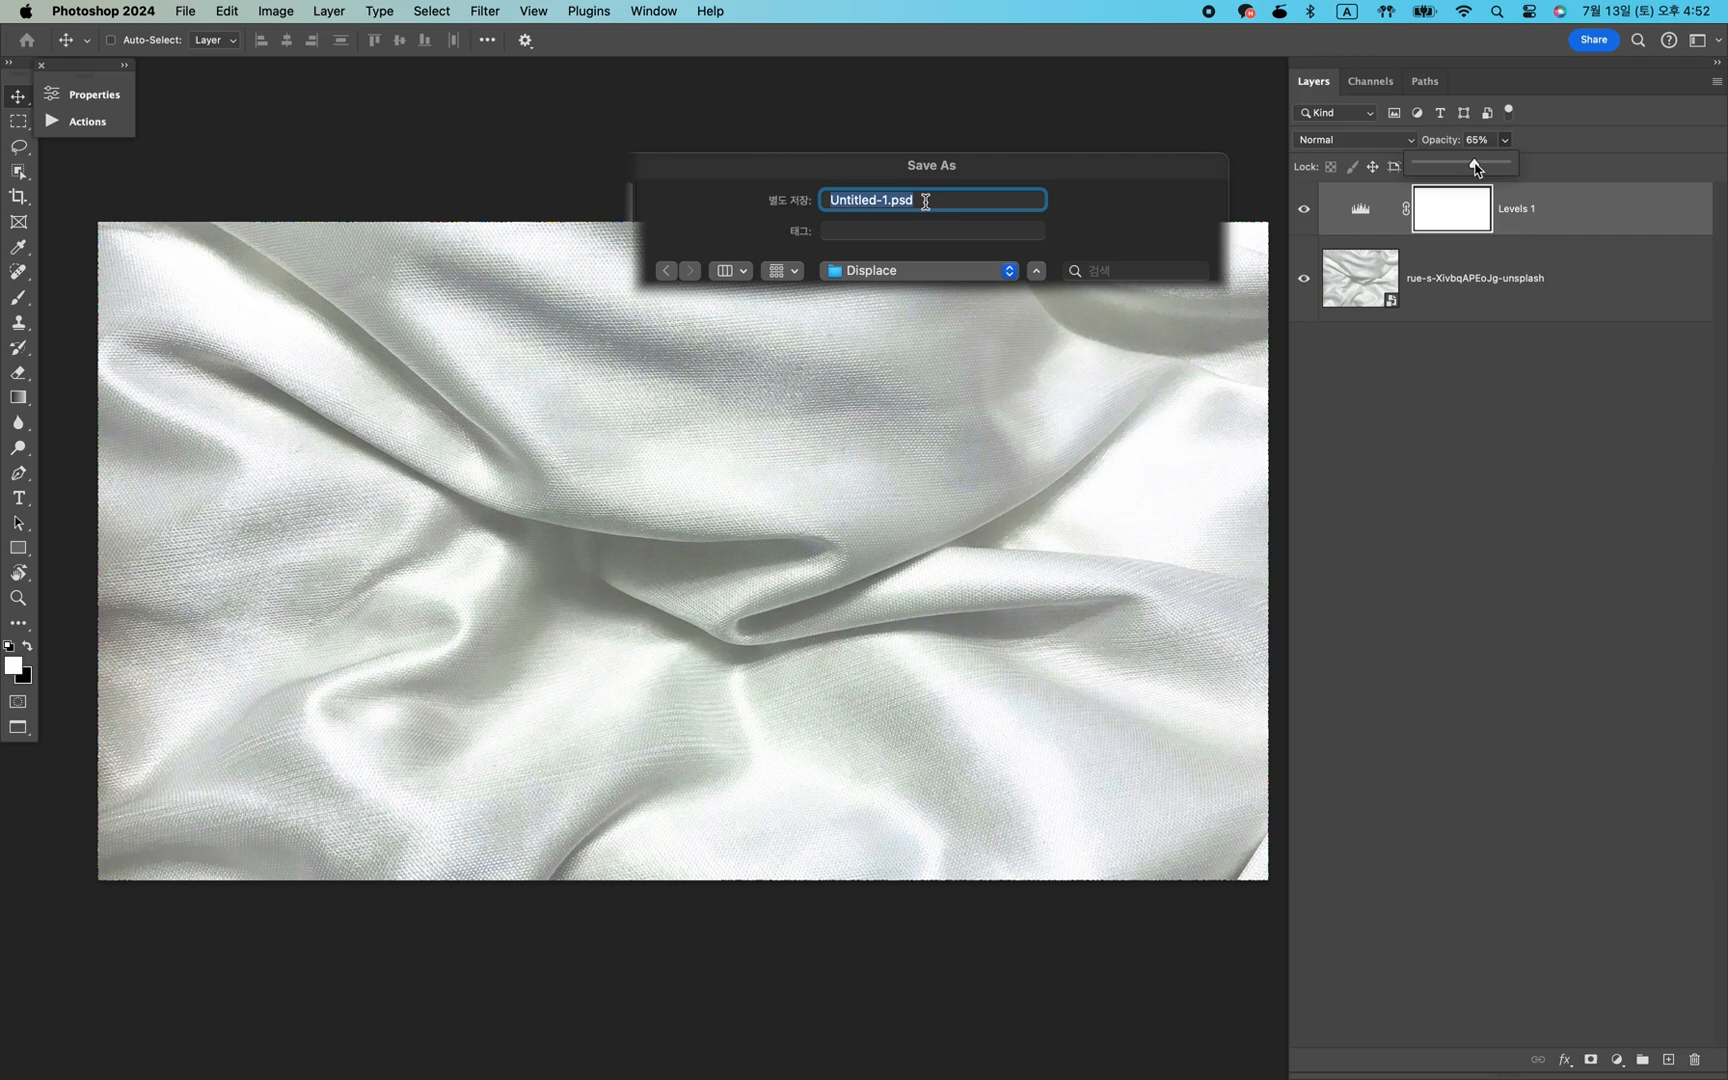 Photoshop 2024 File Edit Image Layer Type Select Filter View Plugins Window Help A 7월 13일 (토) 오후 4:52
Auto-Select: Layer Share
Properties
Actions
Layers Channels Paths
Kind
Normal Opacity: 65%
Lock:
Levels 1
rue-s-XivbqAPEoJg-unsplash
Save As
별도 저장: Untitled-1.psd
태그:
Displace 검색